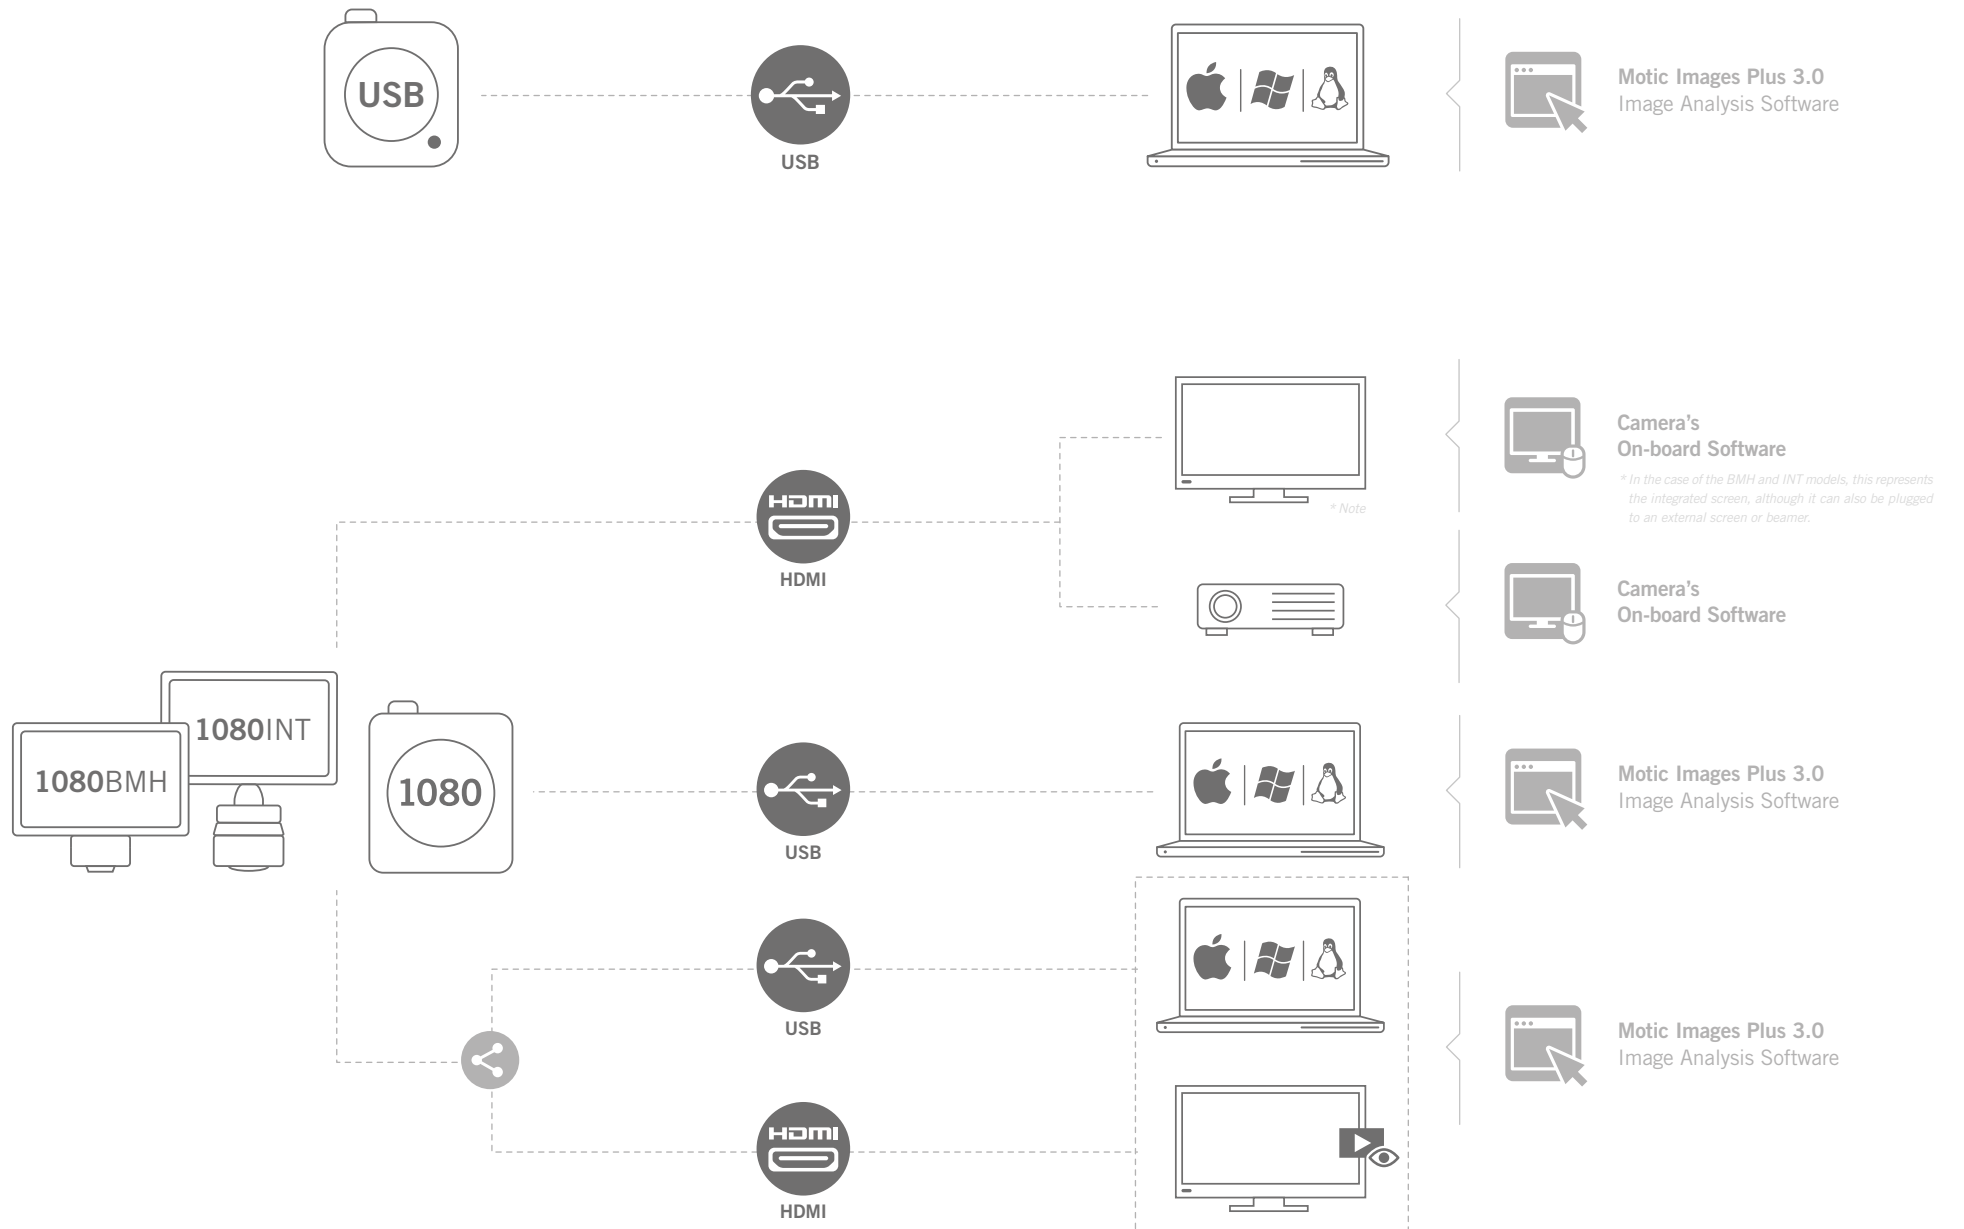 USB
USB
Motic Images Plus 3.0
Image Analysis Software
HDMI
HDMI
* Note
Camera's
On-board Software
* In the case of the BMH and INT models, this represents
the integrated screen, although it can also be plugged
to an external screen or beamer.
Camera's
On-board Software
1080INT
1080BMH
1080
USB
Motic Images Plus 3.0
Image Analysis Software
USB
Motic Images Plus 3.0
Image Analysis Software
HDMI
HDMI